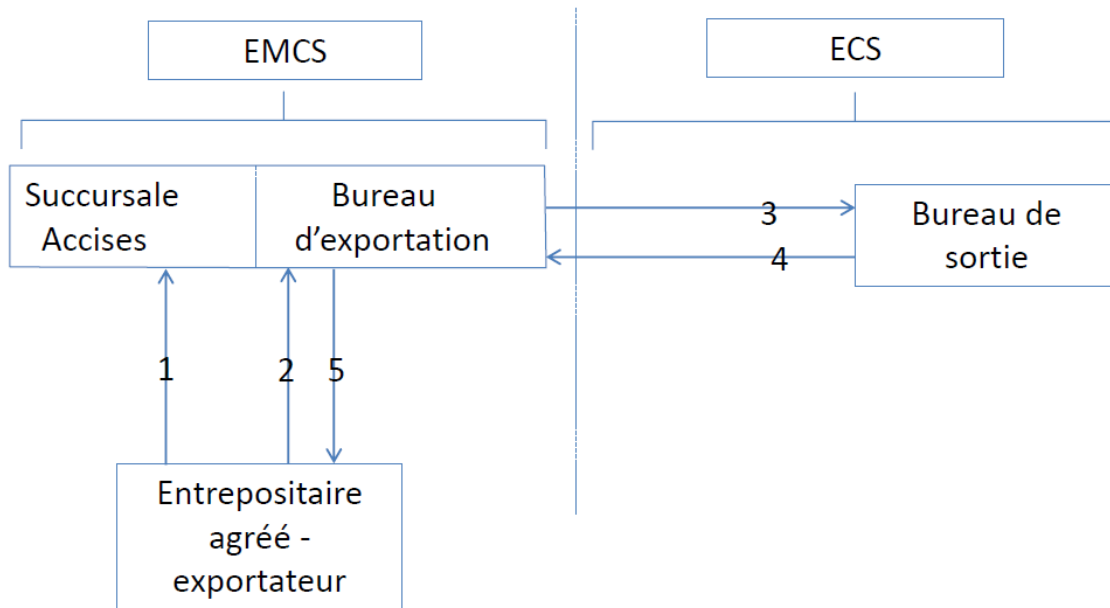 EMCS
ECS
Succursale
Accises
Bureau
d'exportation
3
4
Bureau de
sortie
1
2
5
Entrepositaire
agréé -
exportateur